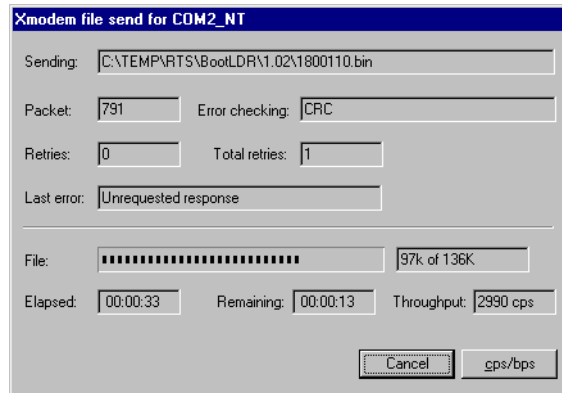 Xmodem file send for COM2_NT
Sending: C:\TEMP\RTS\BootLDR\1.02\1800110.bin
Packet: 791 Error checking: CRC
Retries: 0 Total retries: 1
Last error: Unrequested response
File: 97k of 136K
Elapsed: 00:00:33 Remaining: 00:00:13 Throughput: 2990 cps
Cancel cps/bps